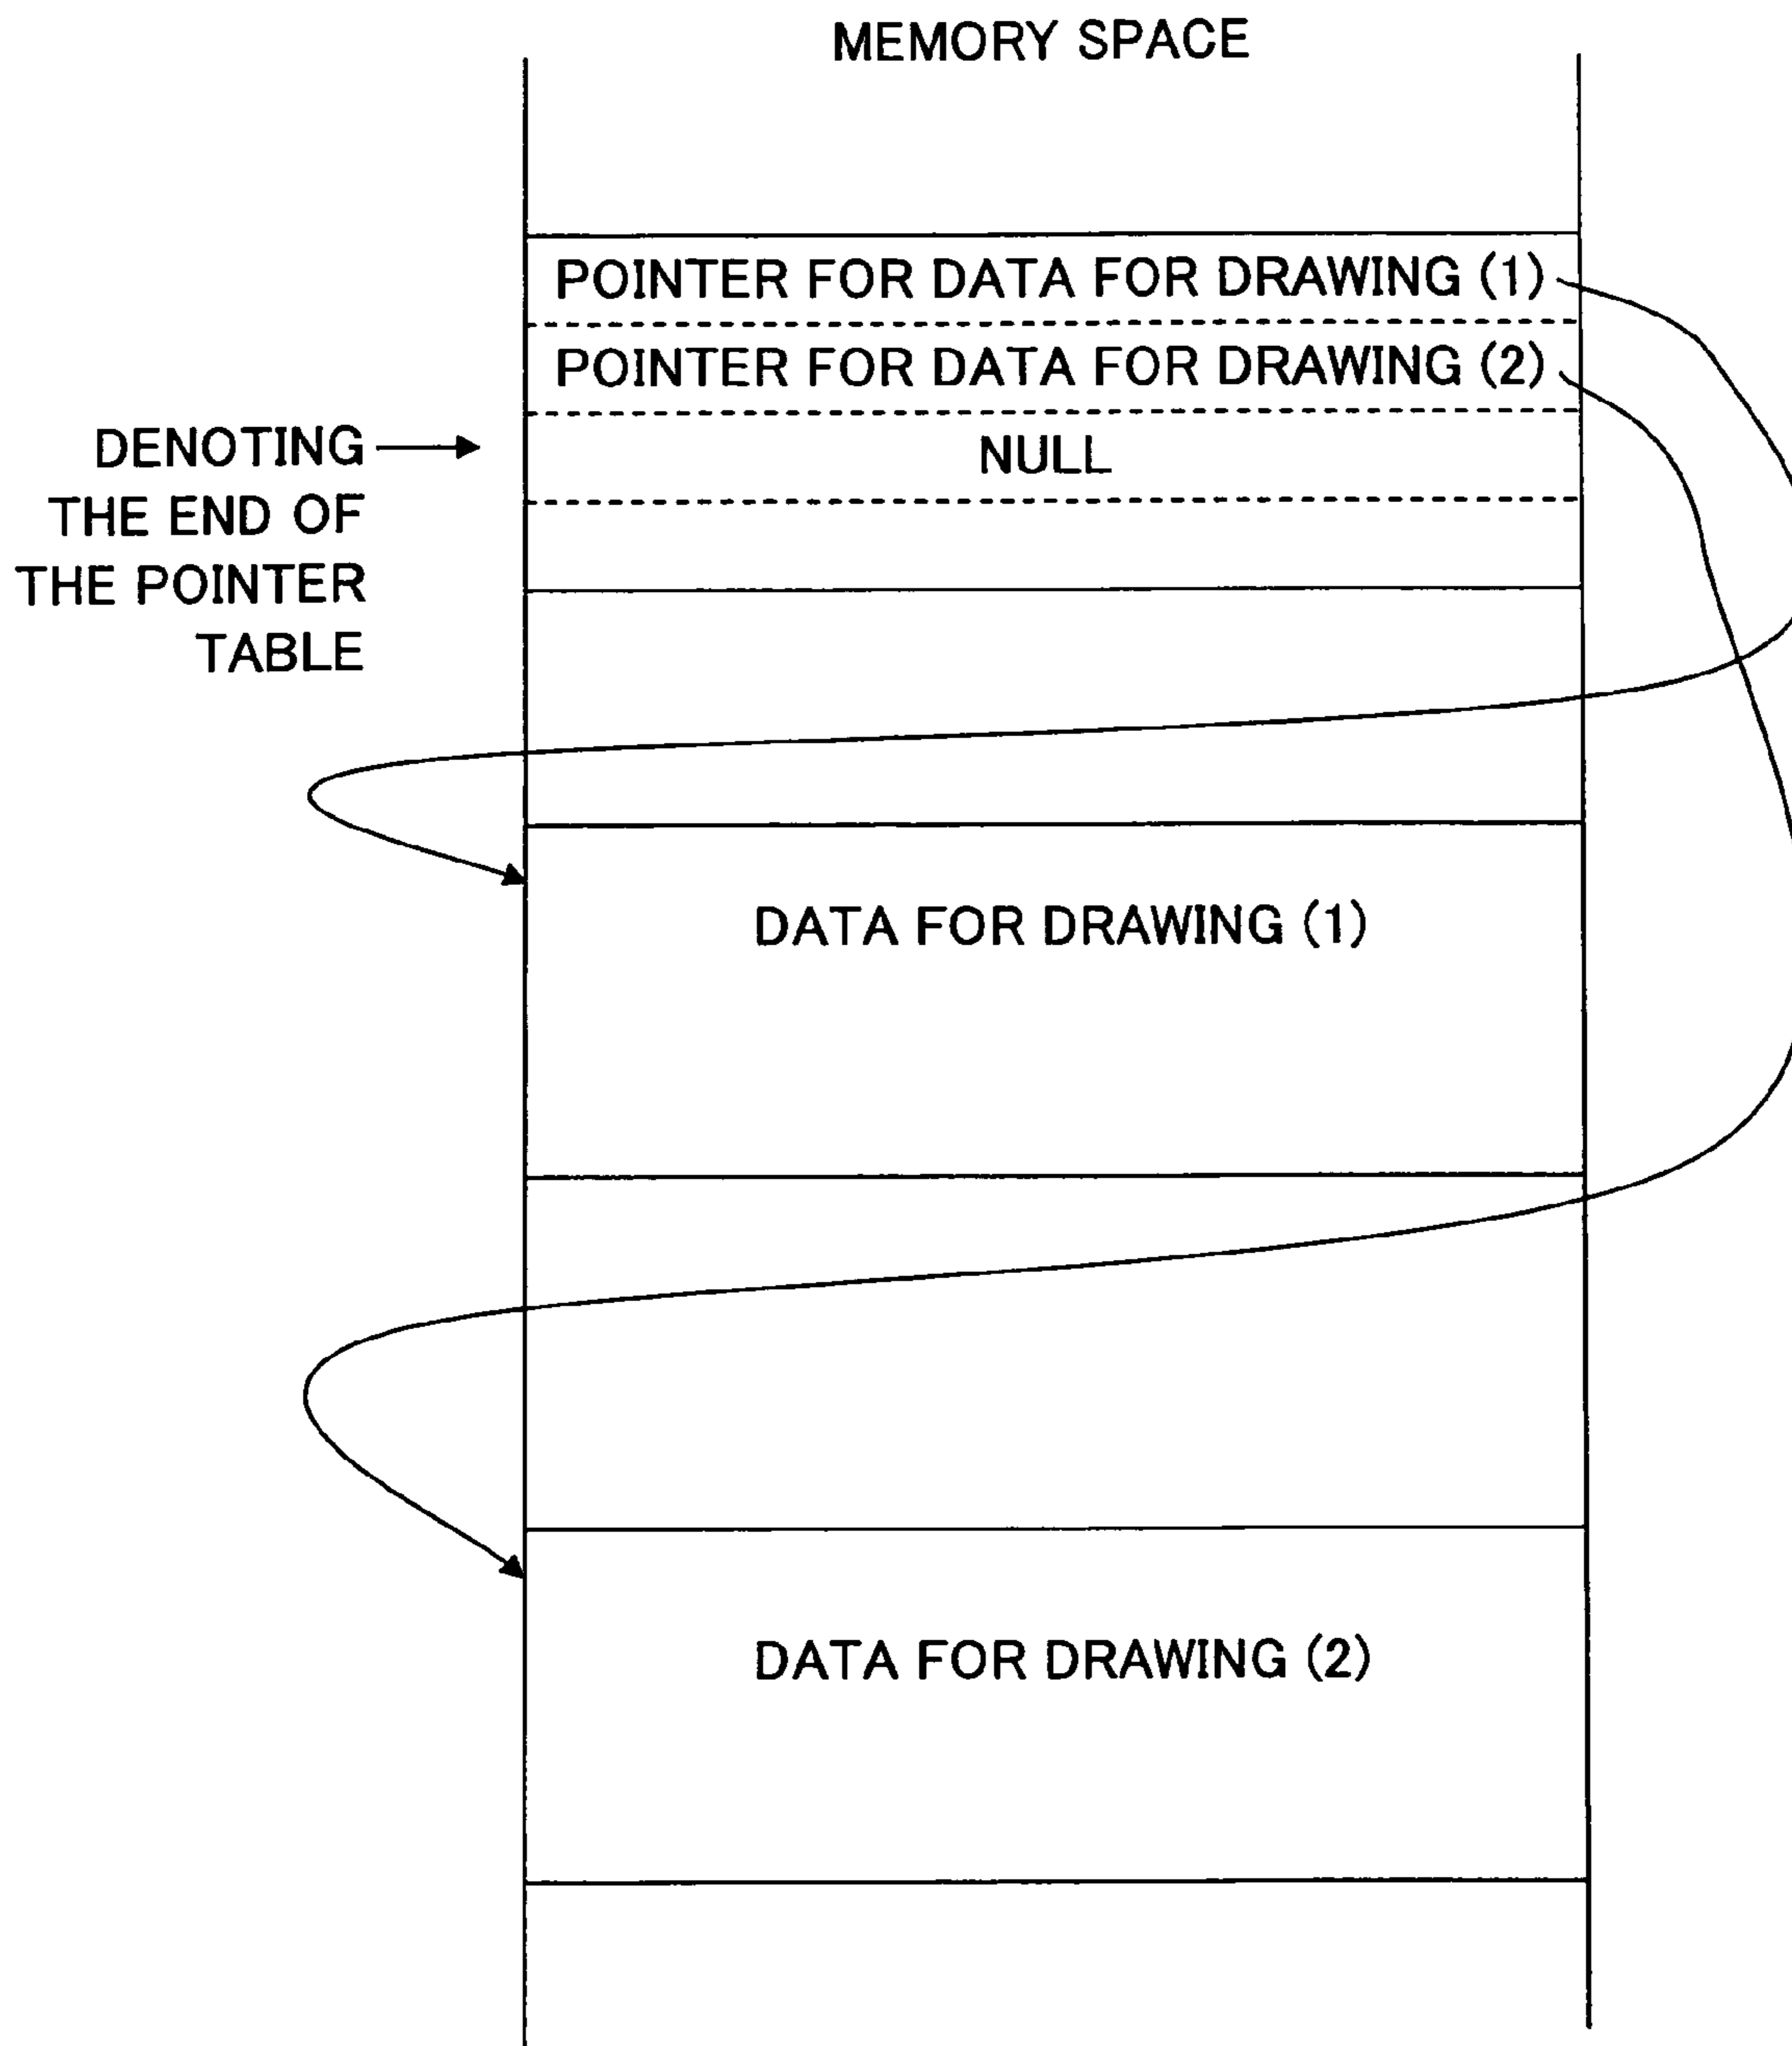 MEMORY SPACE
POINTER FOR DATA FOR DRAWING (1)
POINTER FOR DATA FOR DRAWING (2)
NULL
DENOTING
THE END OF
THE POINTER
TABLE
DATA FOR DRAWING (1)
DATA FOR DRAWING (2)